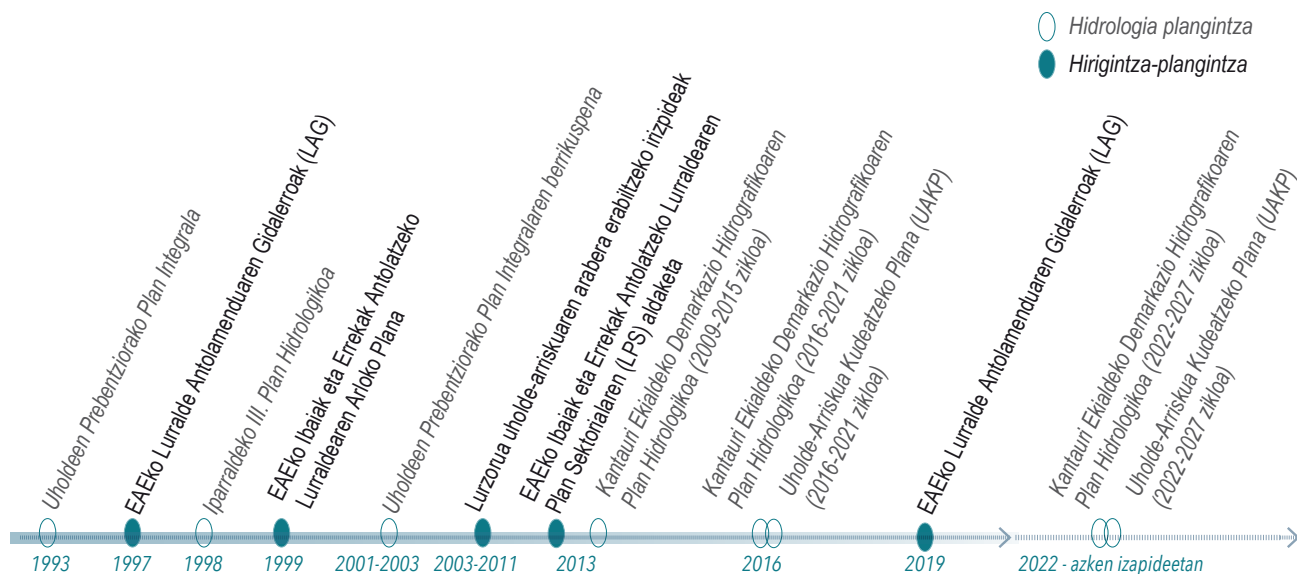 Hidrologia plangintza
Hirigintza-plangintza
Uholdeen Prebentziorako Plan Integrala
EAEko Lurralde Antolamenduaren Gidalerroak (LAG)
Iparraldeko III. Plan Hidrologikoa
EAEko Ibaiak eta Errekak Antolatzeko
Lurraldearen Arloko Plana
Uholdeen Prebentziorako Plan Integralaren berrikuspena
Lurzorua uholde-arriskuaren arabera erabiltzeko irizpideak
EAEko Ibaiak eta Errekak Antolatzeko Lurraldearen
Plan Sektorialaren (LPS) aldaketa
Kantauri Ekialdeko Demarkazio Hidrografikoaren
Plan Hidrologikoa (2009-2015 zikloa)
Kantauri Ekialdeko Demarkazio Hidrografikoaren
Plan Hidrologikoa (2016-2021 zikloa)
Uholde-Arriskua Kudeatzeko Plana (UAKP)
(2016-2021 zikloa)
EAEko Lurralde Antolamenduaren Gidalerroak (LAG)
Kantauri Ekialdeko Demarkazio Hidrografikoaren
Plan Hidrologikoa (2022-2027 zikloa)
Uholde-Arriskua Kudeatzeko Plana (UAKP)
(2022-2027 zikloa)
1993
1997
1998
1999
2001-2003
2003-2011
2013
2016
2019
2022 - azken izapideetan